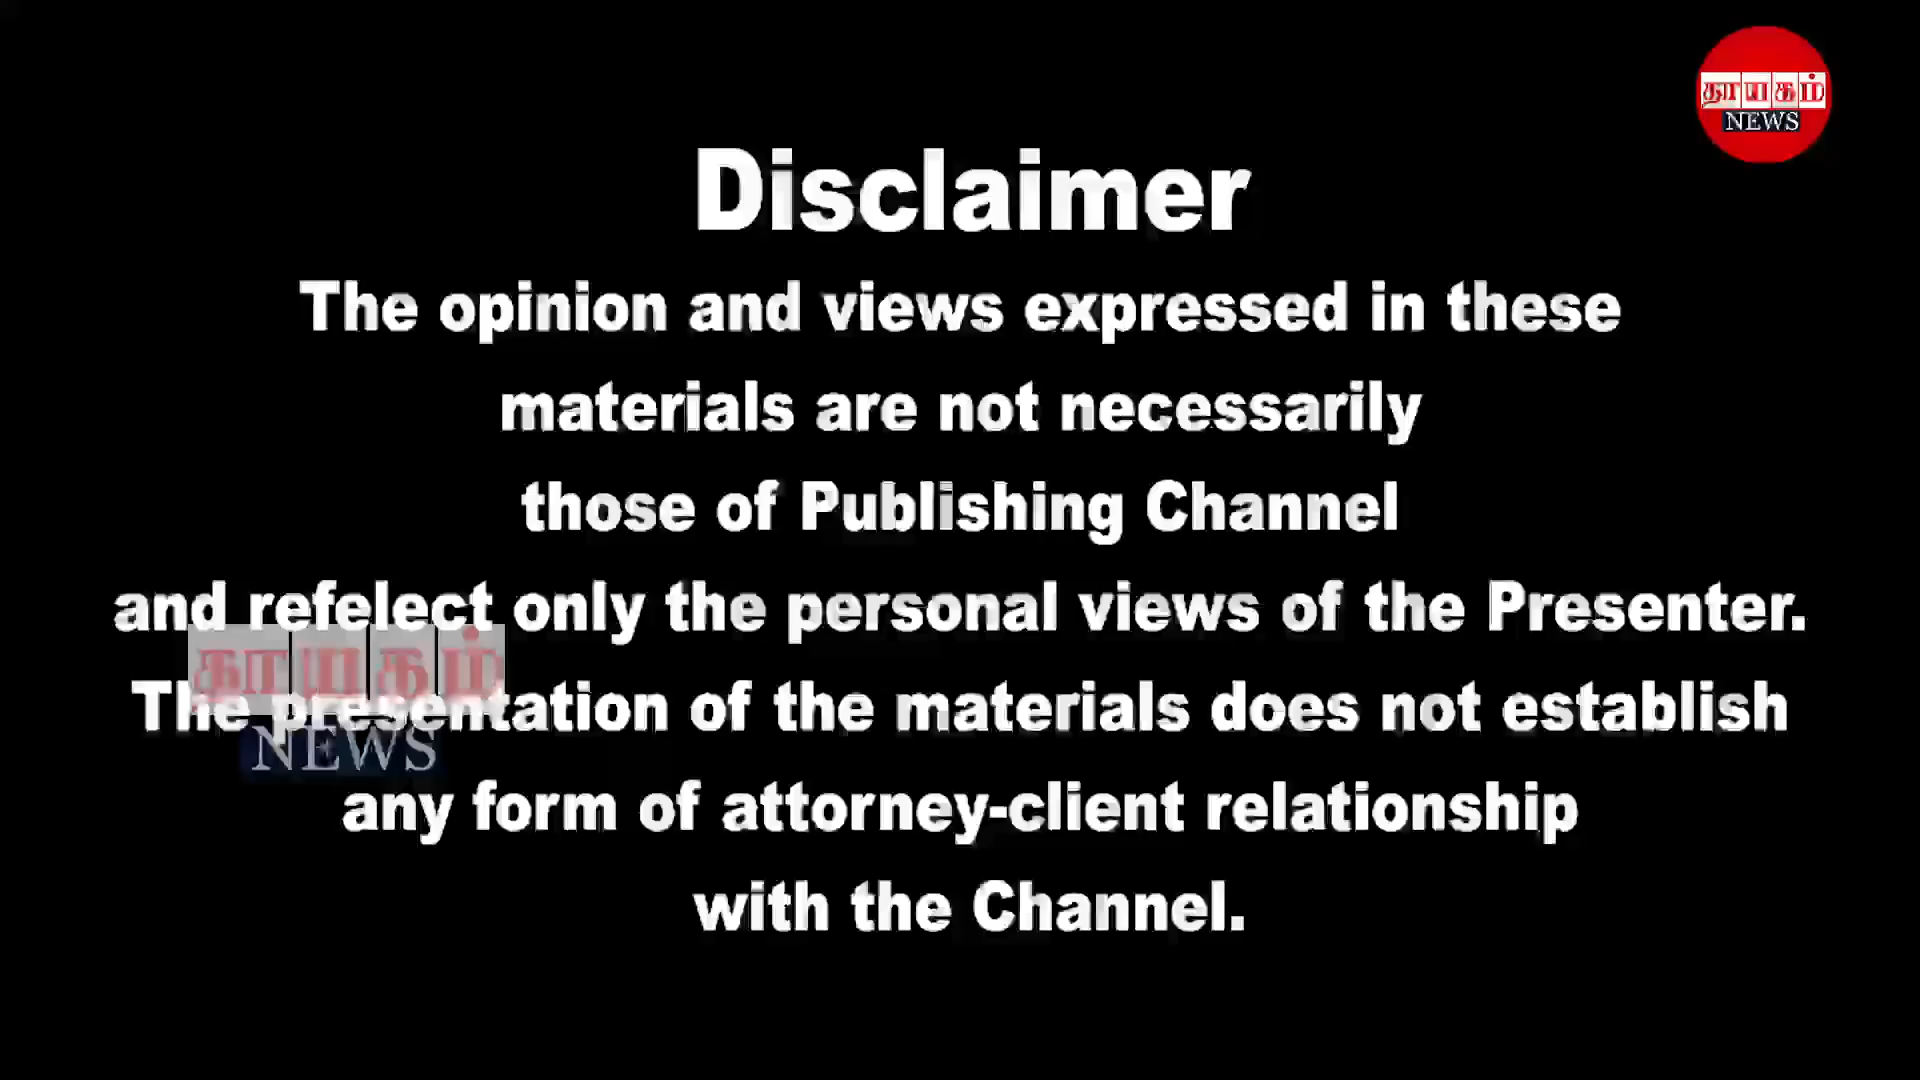 தாயகம்
NEWS
Disclaimer
The opinion and views expressed in these
materials are not necessarily
those of Publishing Channel
and refelect only the personal views of the Presenter.
தாயகம்
The presentation of the materials does not establish
NEWS
any form of attorney-client relationship
with the Channel.